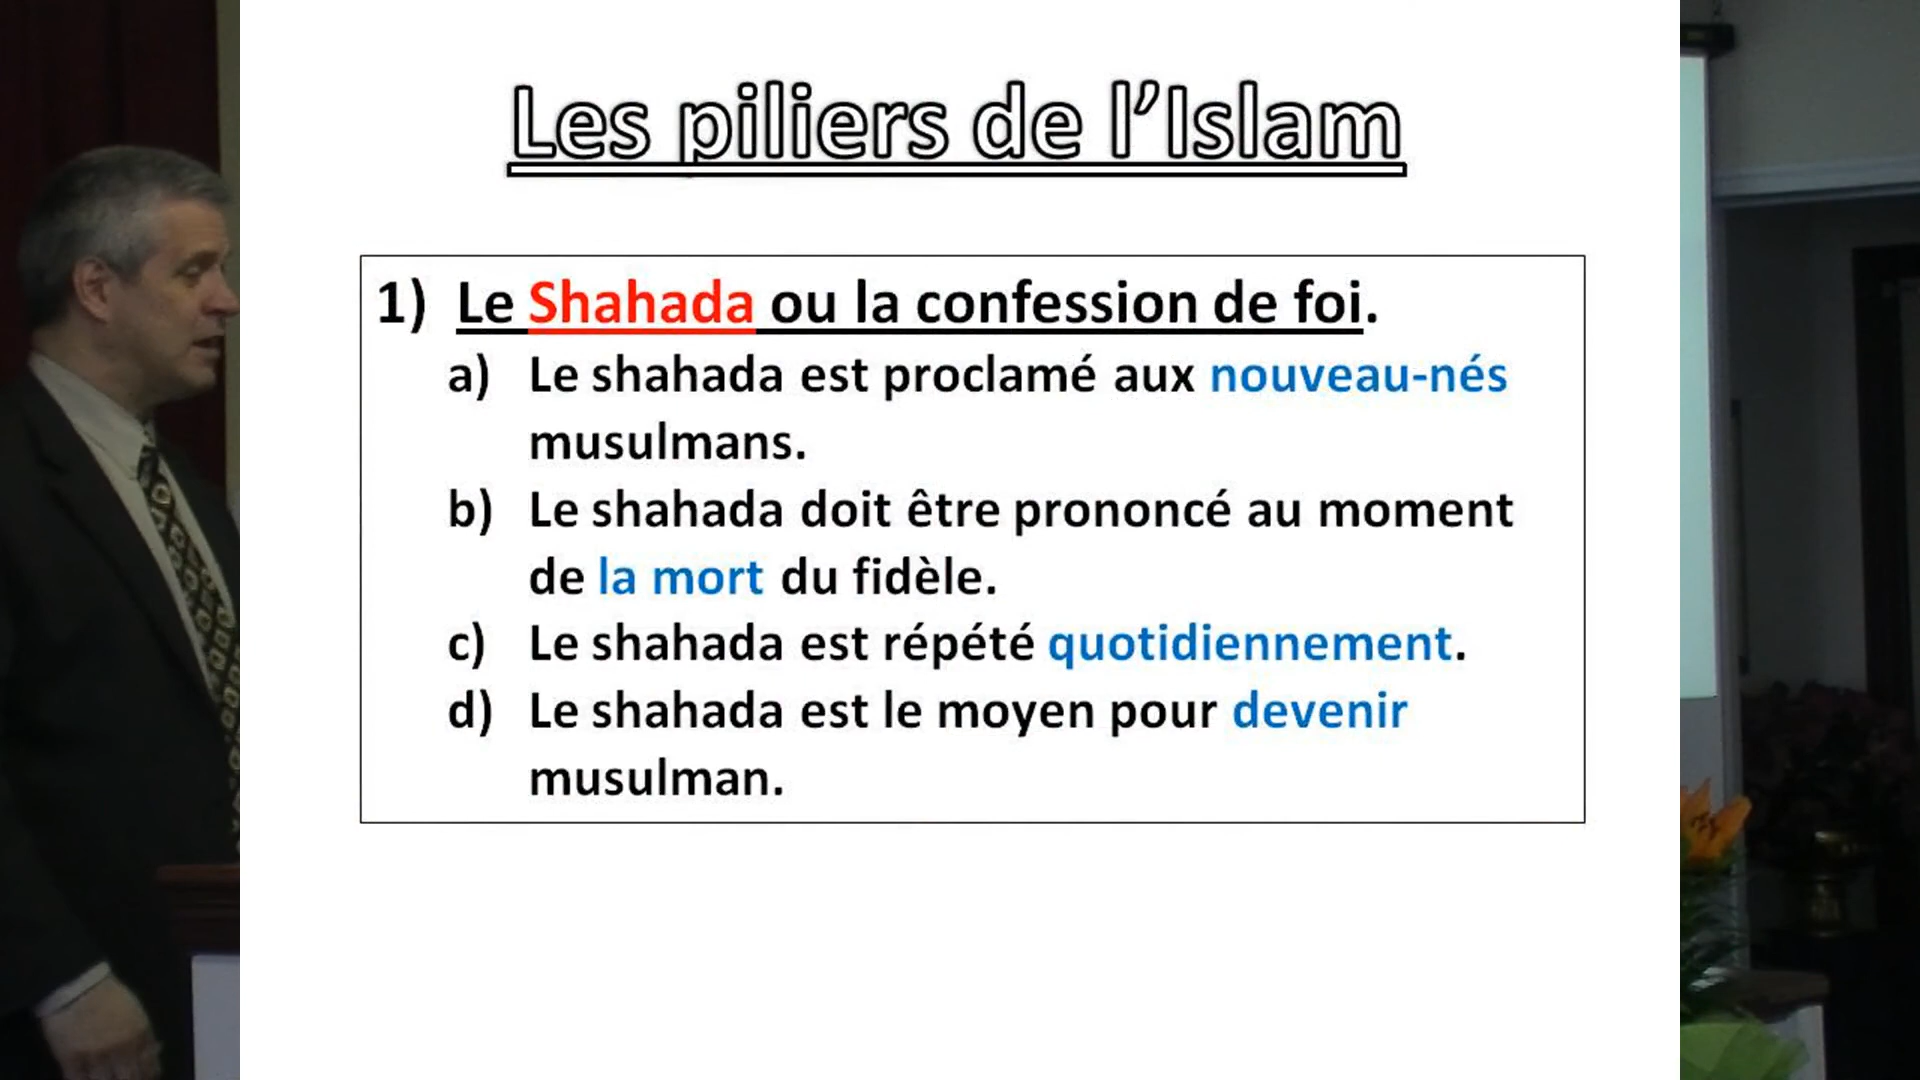 Les piliers de l’Islam
1) Le Shahada ou la confession de foi.
a) Le shahada est proclamé aux nouveau-nés
musulmans.
b) Le shahada doit être prononcé au moment
de la mort du fidèle.
c) Le shahada est répété quotidiennement.
d) Le shahada est le moyen pour devenir
musulman.